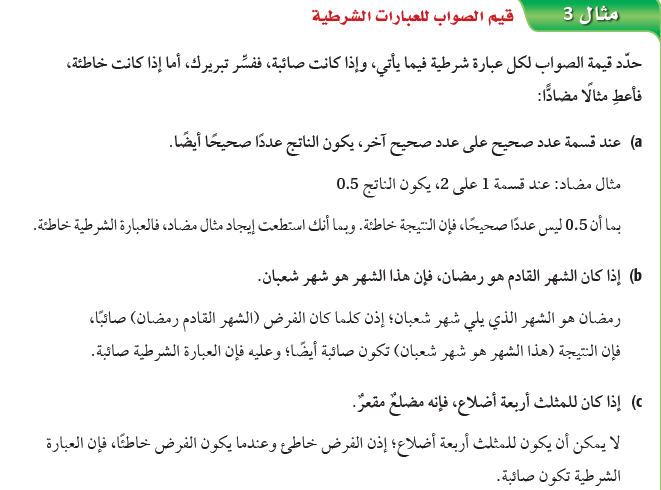 مثال 3 قيم الصواب للعبارات الشرطية
حدّد قيمة الصواب لكل عبارة شرطية فيما يأتي، وإذا كانت صائبة، ففسِّر تبريرك، أما إذا كانت خاطئة،
فأعطِ مثالًا مضادًّا:
a) عند قسمة عدد صحيح على عدد صحيح آخر، يكون الناتج عددًا صحيحًا أيضًا.
مثال مضاد: عند قسمة 1 على 2، يكون الناتج 0.5
بما أن 0.5 ليس عددًا صحيحًا، فإن النتيجة خاطئة. وبما أنك استطعت إيجاد مثال مضاد، فالعبارة الشرطية خاطئة.
b) إذا كان الشهر القادم هو رمضان، فإن هذا الشهر هو شهر شعبان.
رمضان هو الشهر الذي يلي شهر شعبان؛ إذن كلما كان الفرض (الشهر القادم رمضان) صائبًا،
فإن النتيجة (هذا الشهر هو شهر شعبان) تكون صائبة أيضًا؛ وعليه فإن العبارة الشرطية صائبة.
c) إذا كان للمثلث أربعة أضلاع، فإنه مضلعٌ مقعرٌ.
لا يمكن أن يكون للمثلث أربعة أضلاع؛ إذن الفرض خاطئ وعندما يكون الفرض خاطئًا، فإن العبارة
الشرطية تكون صائبة.